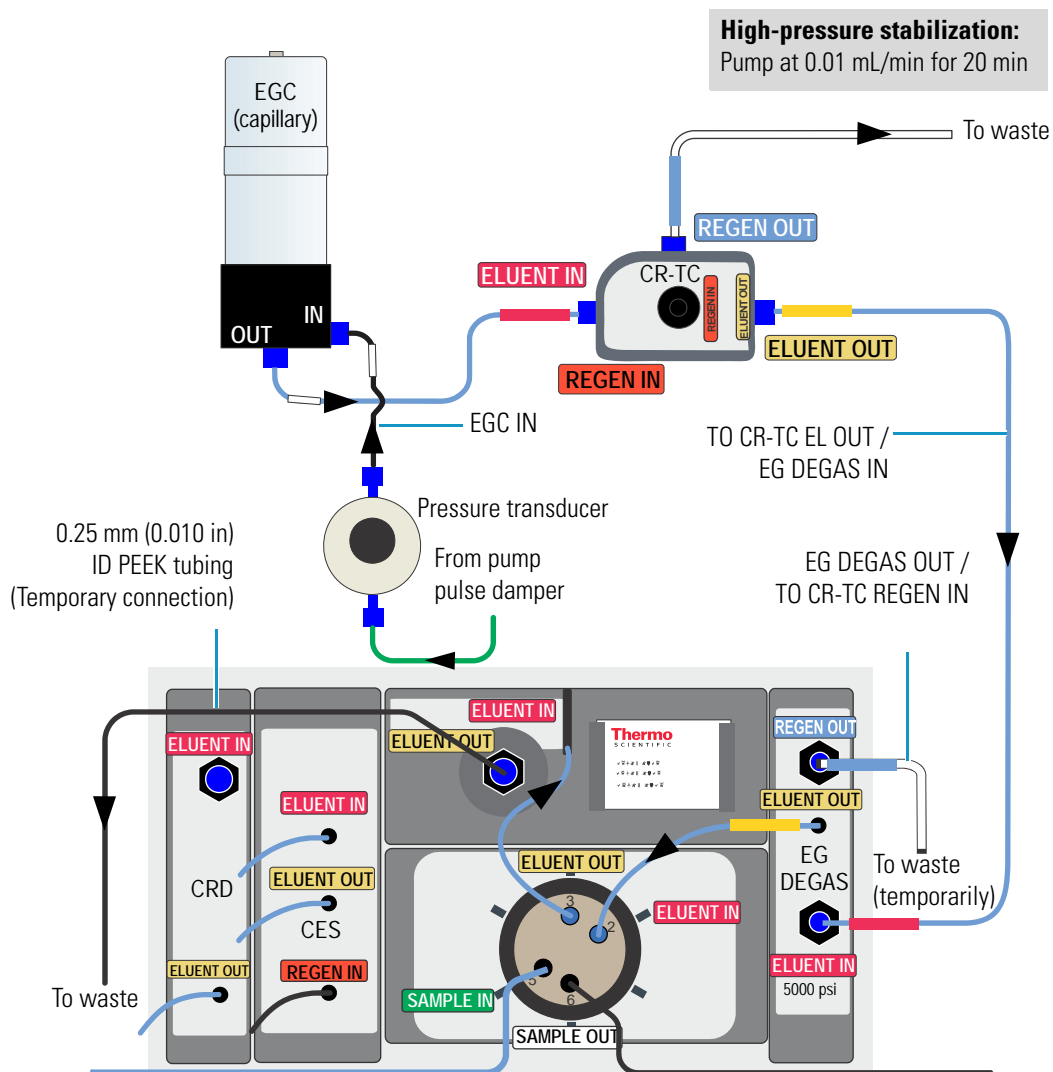 High-pressure stabilization:
Pump at 0.01 mL/min for 20 min
EGC
(capillary)
To waste
REGEN OUT
ELUENT IN
CR-TC
REGEN IN
ELUENT OUT
IN
OUT
ELUENT OUT
REGEN IN
EGC IN
TO CR-TC EL OUT /
EG DEGAS IN
Pressure transducer
0.25 mm (0.010 in)
ID PEEK tubing
(Temporary connection)
From pump
pulse damper
EG DEGAS OUT /
TO CR-TC REGEN IN
ELUENT IN
ELUENT OUT
ELUENT IN
Thermo
SCIENTIFIC
REGEN OUT
ELUENT IN
ELUENT OUT
CRD
ELUENT OUT
CES
ELUENT OUT
ELUENT IN
EG
DEGAS
To waste
(temporarily)
3
2
5
6
ELUENT OUT
REGEN IN
SAMPLE IN
ELUENT IN
5000 psi
To waste
SAMPLE OUT